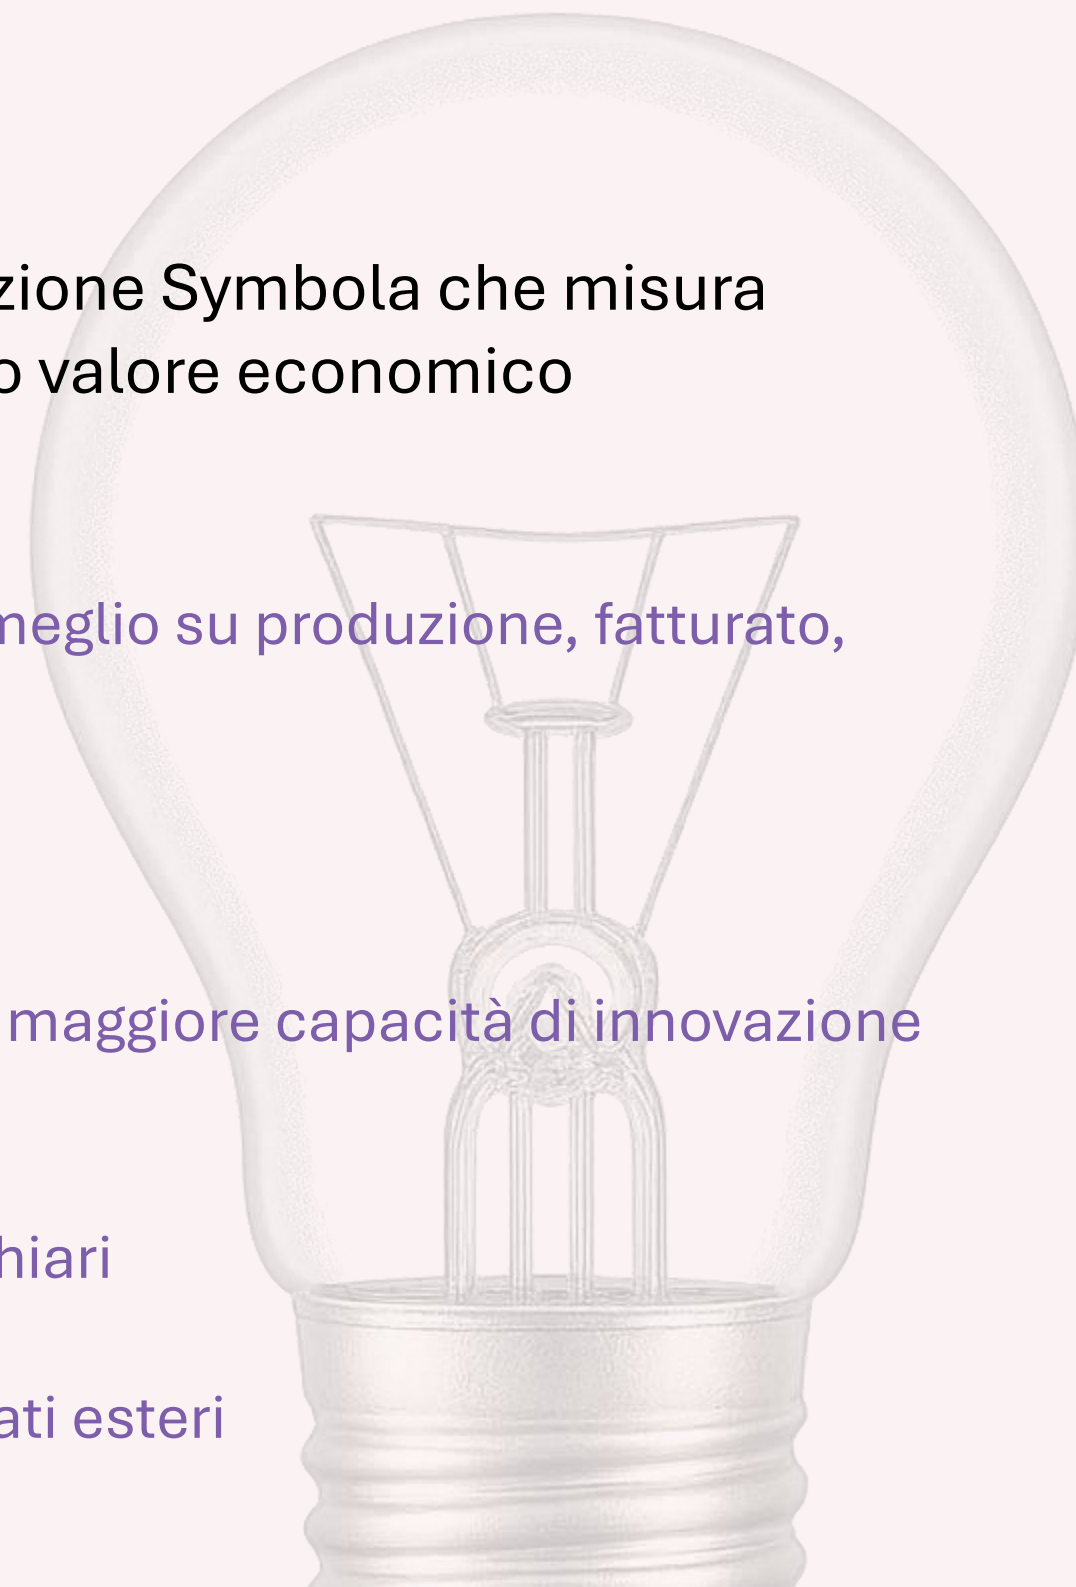 zione Symbola che misura
o valore economico
meglio su produzione, fatturato,
maggiore capacità di innovazione
hiari
ati esteri